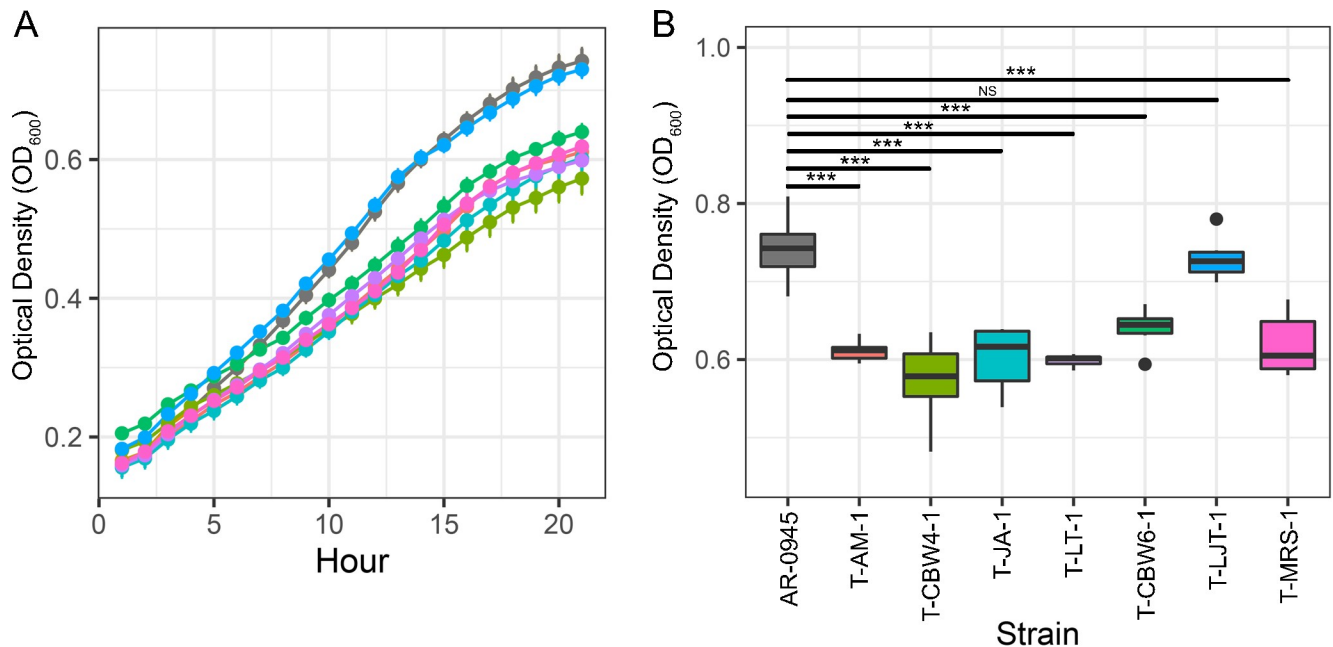 A
Optical Density (OD600)
0.6
0.4
0.2
0
5
10
15
20
Hour
B
Optical Density (OD600)
1.0
0.8
0.6
***
NS
***
***
***
***
***
AR-0945
T-AM-1
T-CBW4-1
T-JA-1
T-LT-1
T-CBW6-1
T-LJT-1
T-MRS-1
Strain